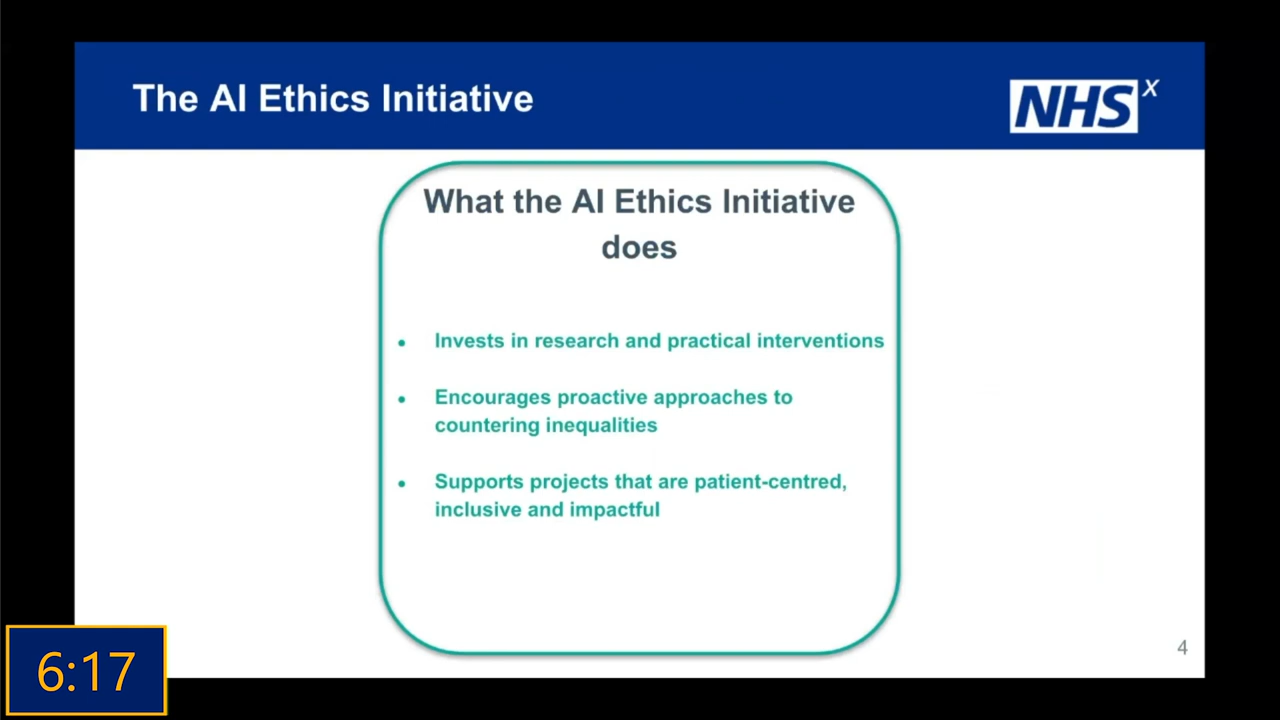 The AI Ethics Initiative
NHS x
What the AI Ethics Initiative
does
• Invests in research and practical interventions
• Encourages proactive approaches to
countering inequalities
• Supports projects that are patient-centred,
inclusive and impactful
4
6:17